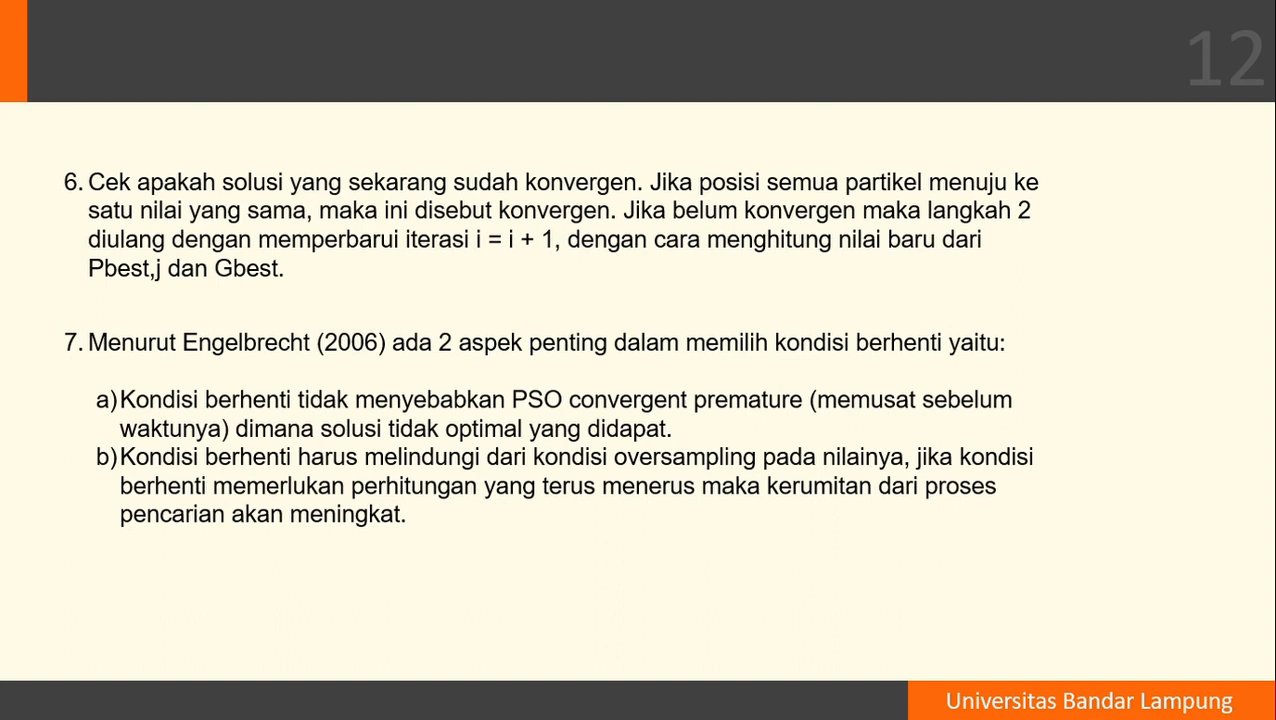 12
6. Cek apakah solusi yang sekarang sudah konvergen. Jika posisi semua partikel menuju ke
satu nilai yang sama, maka ini disebut konvergen. Jika belum konvergen maka langkah 2
diulang dengan memperbarui iterasi i = i + 1, dengan cara menghitung nilai baru dari
Pbest,j dan Gbest.
7. Menurut Engelbrecht (2006) ada 2 aspek penting dalam memilih kondisi berhenti yaitu:
a) Kondisi berhenti tidak menyebabkan PSO convergent premature (memusat sebelum
waktunya) dimana solusi tidak optimal yang didapat.
b) Kondisi berhenti harus melindungi dari kondisi oversampling pada nilainya, jika kondisi
berhenti memerlukan perhitungan yang terus menerus maka kerumitan dari proses
pencarian akan meningkat.
Universitas Bandar Lampung